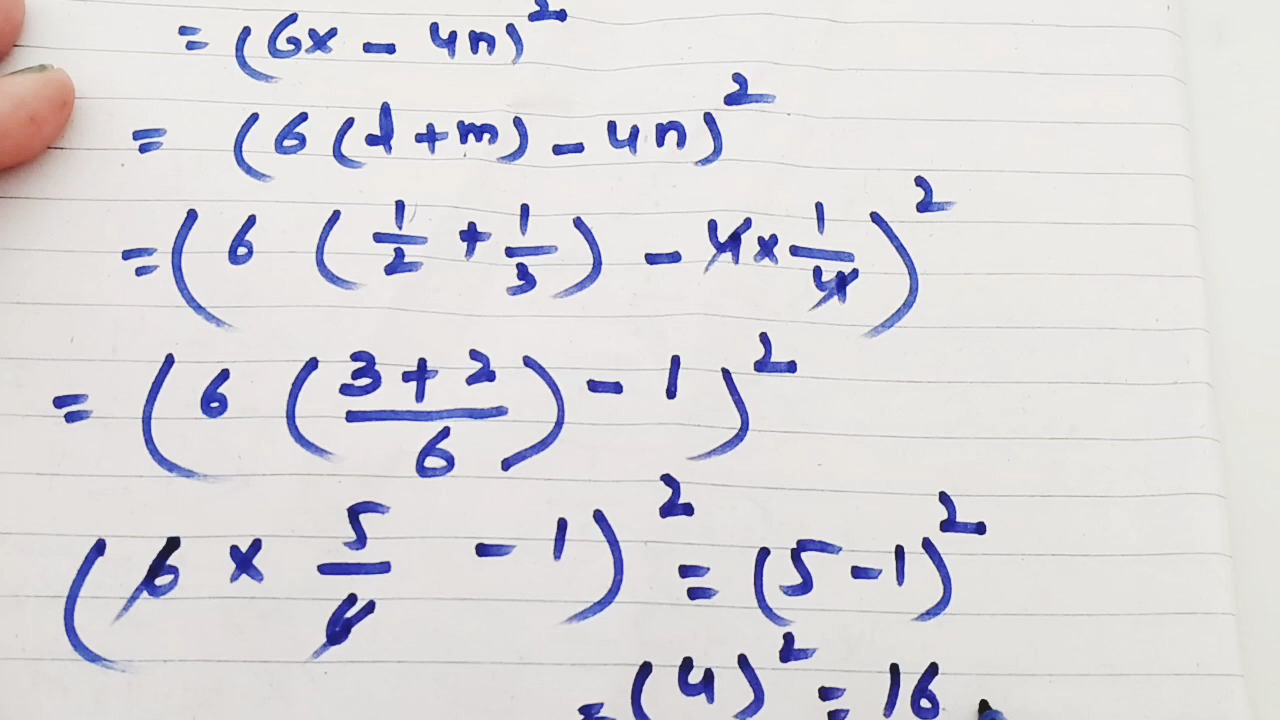 = (6x - 4n)²
= (6 (l + m) - 4n)²
= (6 (1/2 + 1/3) - 4 × 1/4)²
= (6 ((3 + 2)/6) - 1)²
(6 × 5/6 - 1)² = (5 - 1)²
= (4)² = 16